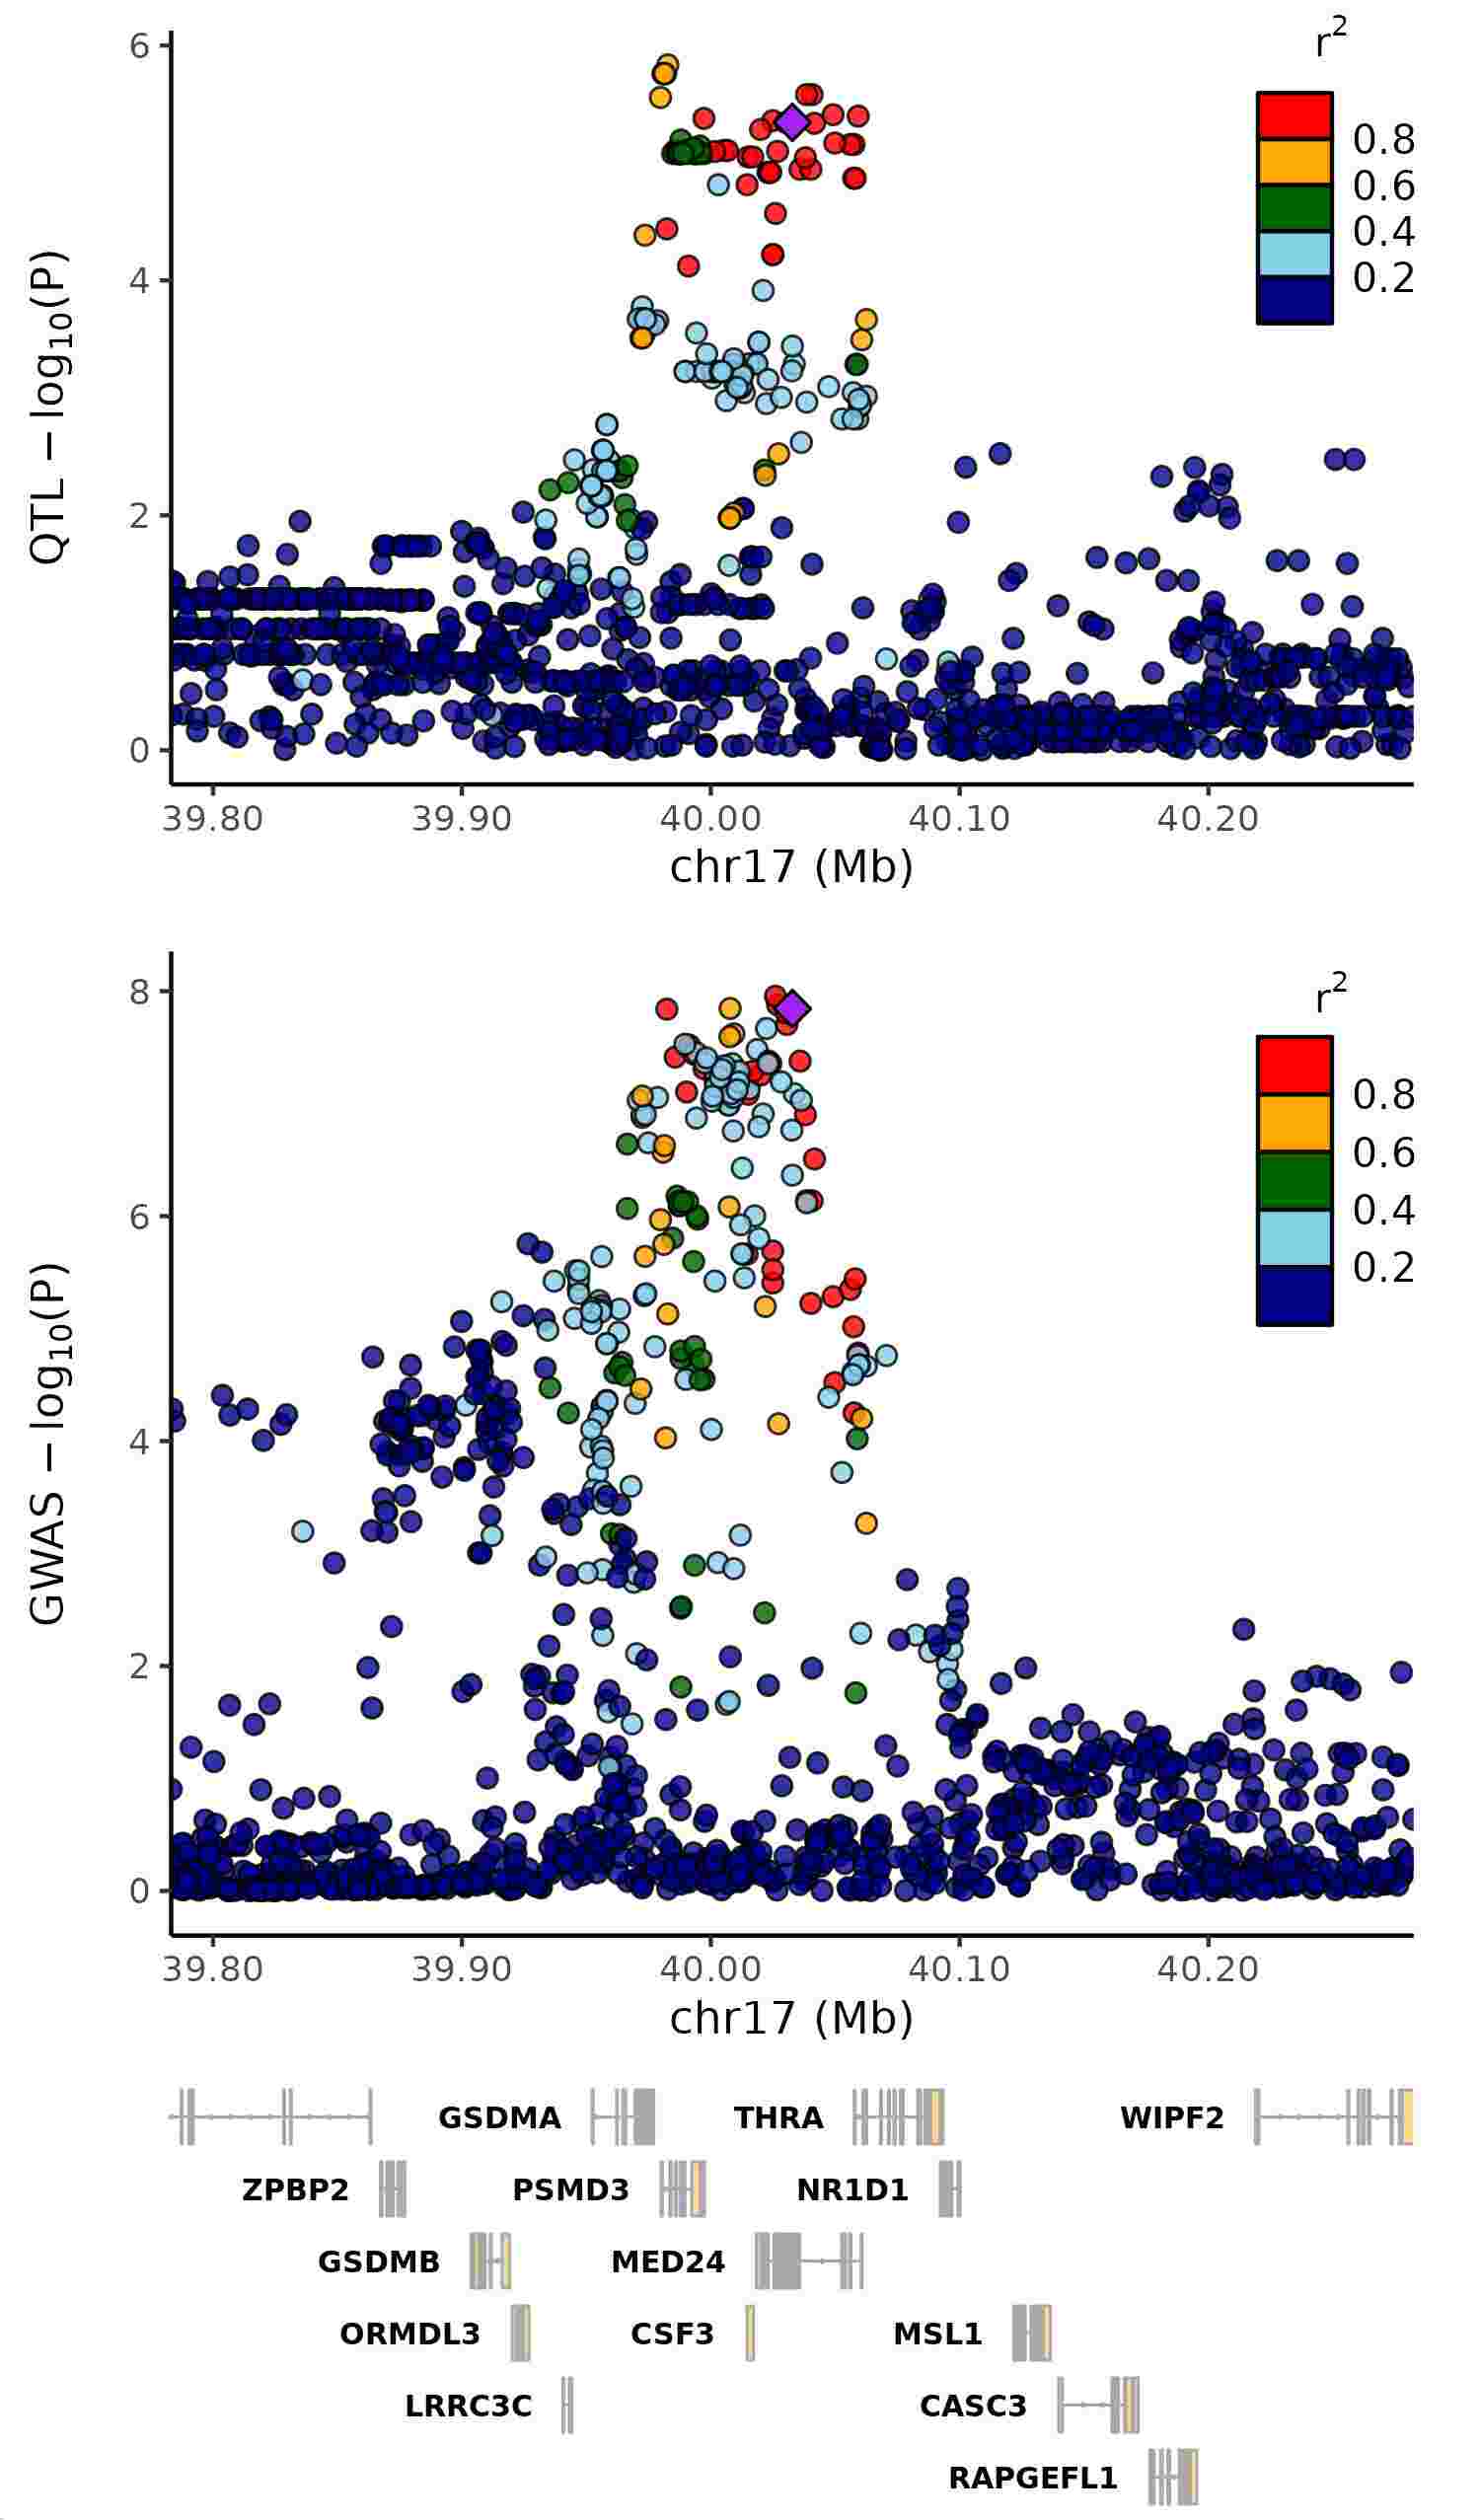 r²
6
4
2
0
QTL −log₁₀(P)
0.8
0.6
0.4
0.2
39.80 39.90 40.00 40.10 40.20
chr17 (Mb)
r²
8
6
4
2
0
GWAS −log₁₀(P)
0.8
0.6
0.4
0.2
39.80 39.90 40.00 40.10 40.20
chr17 (Mb)
GSDMA THRA WIPF2
ZPBP2 PSMD3 NR1D1
GSDMB MED24
ORMDL3 CSF3 MSL1
LRRC3C CASC3
RAPGEFL1